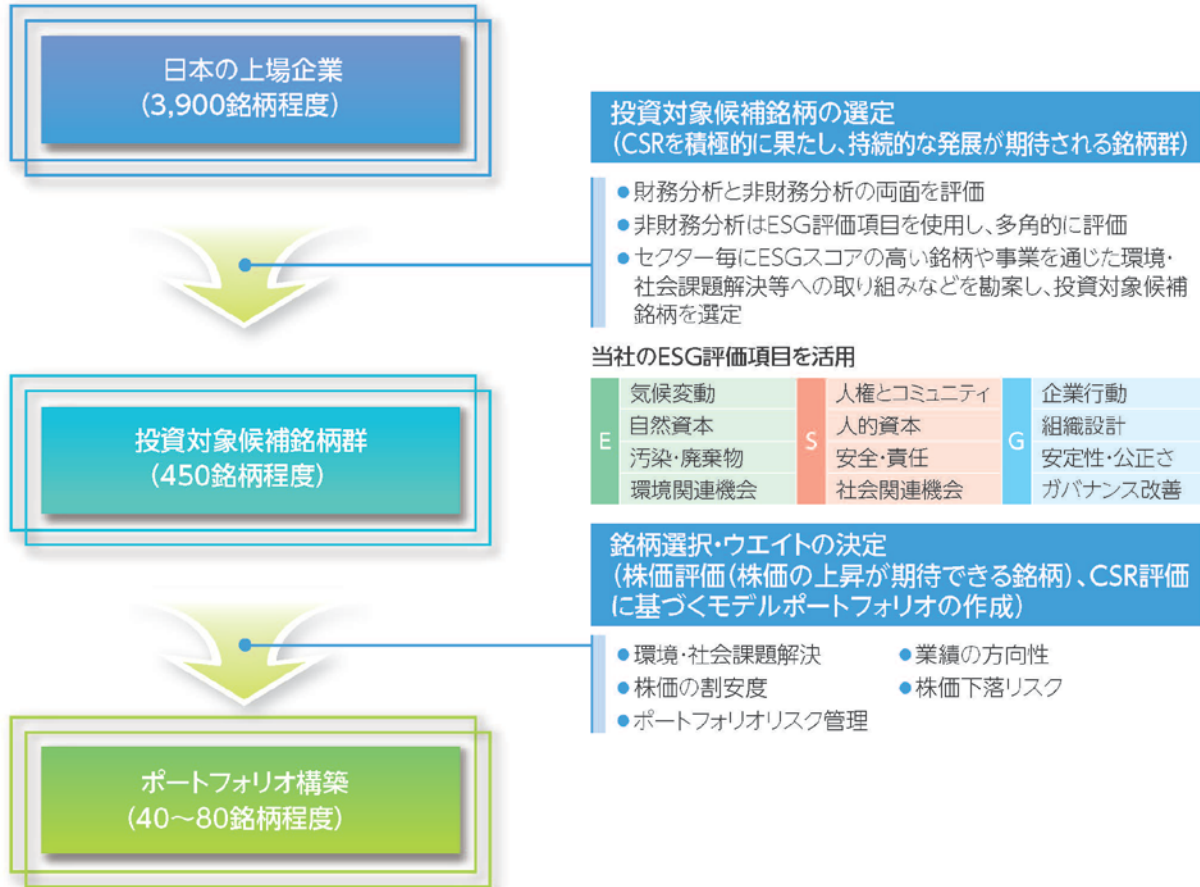 日本の上場企業
(3,900銘柄程度)
投資対象候補銘柄の選定
(CSRを積極的に果たし、持続的な発展が期待される銘柄群)
●財務分析と非財務分析の両面を評価
●非財務分析はESG評価項目を使用し、多角的に評価
●セクター毎にESGスコアの高い銘柄や事業を通じた環境・
社会課題解決等への取り組みなどを勘案し、投資対象候補
銘柄を選定
当社のESG評価項目を活用
E
気候変動
自然資本
汚染・廃棄物
環境関連機会
S
人権とコミュニティ
人的資本
安全・責任
社会関連機会
G
企業行動
組織設計
安定性・公正さ
ガバナンス改善
投資対象候補銘柄群
(450銘柄程度)
銘柄選択・ウエイトの決定
(株価評価(株価の上昇が期待できる銘柄)、CSR評価
に基づくモデルポートフォリオの作成)
●環境・社会課題解決
●業績の方向性
●株価の割安度
●株価下落リスク
●ポートフォリオリスク管理
ポートフォリオ構築
(40～80銘柄程度)